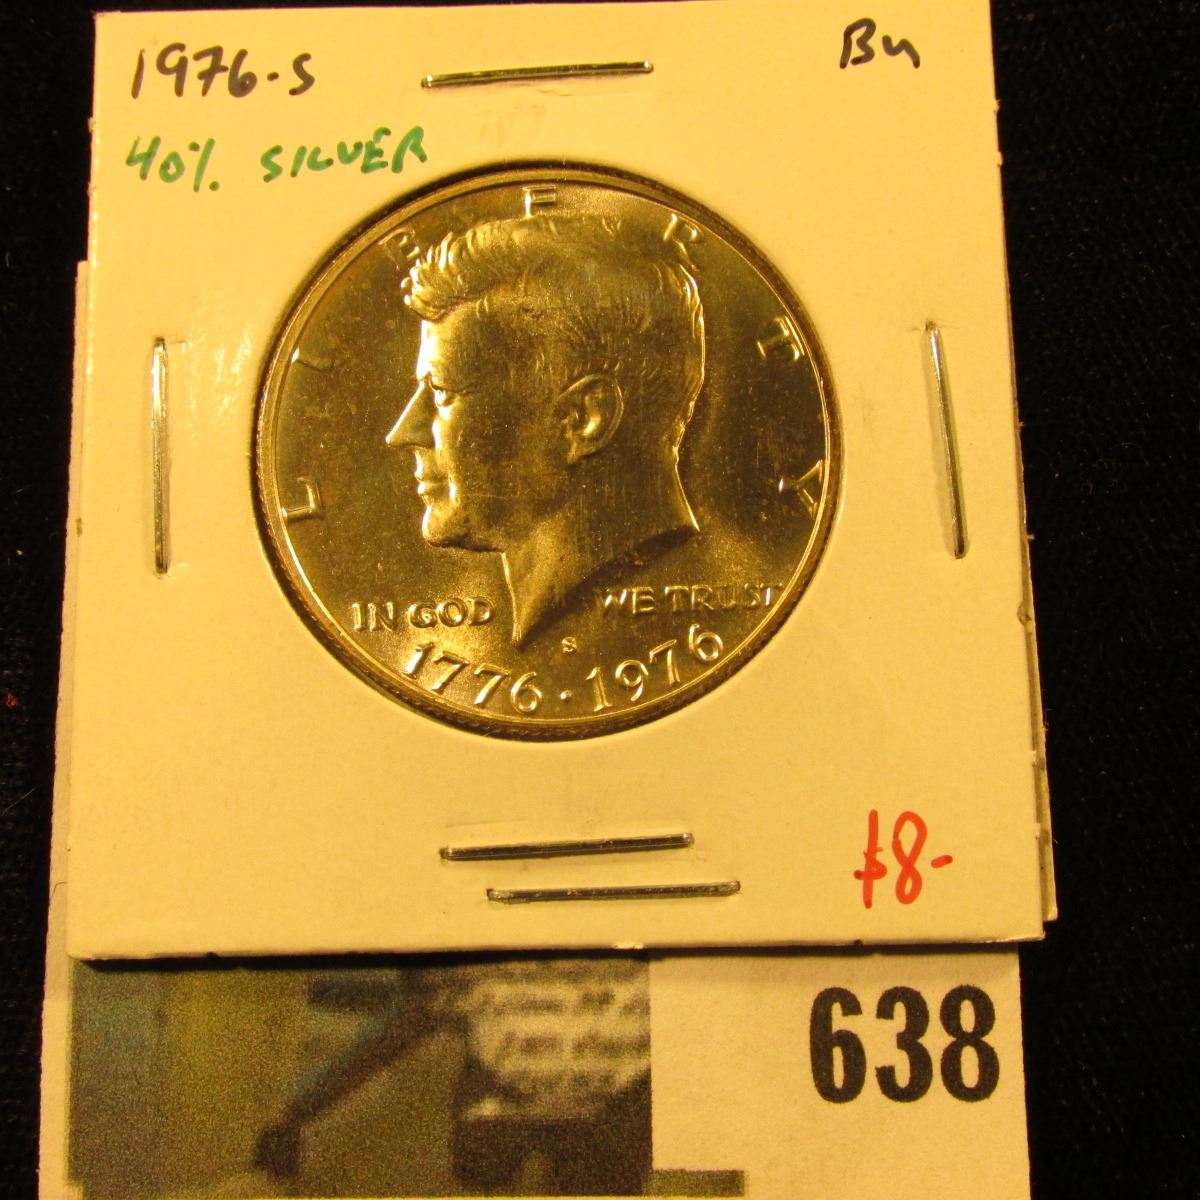 1976-S
Bu
40% SILVER
LIBERTY
IN GOD WE TRUST
S
1776·1976
$8-
638